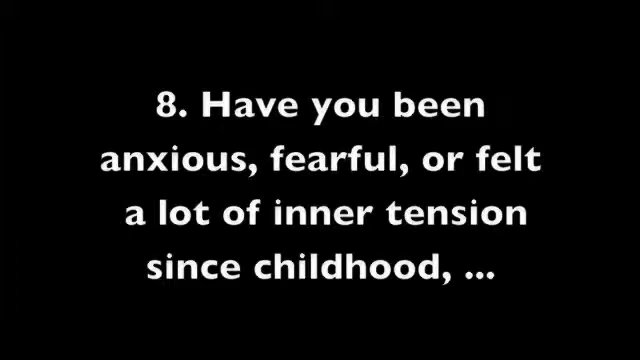 8. Have you been
anxious, fearful, or felt
a lot of inner tension
since childhood, ...